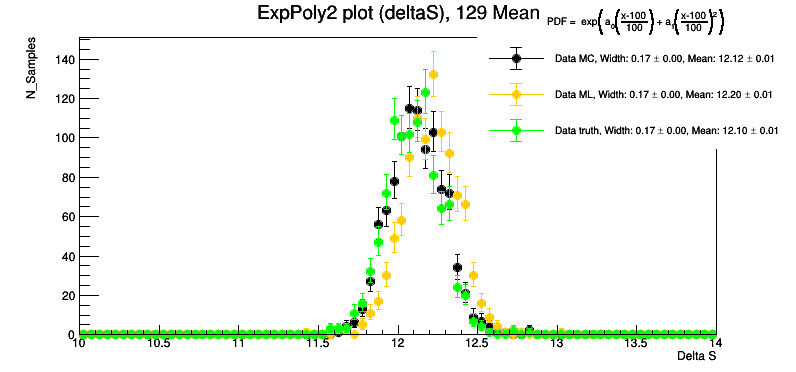 ExpPoly2 plot (deltaS), 129 Mean
PDF = exp(a₀(x-100/100) + a₁(x-100/100)²)
Data MC, Width: 0.17 ± 0.00, Mean: 12.12 ± 0.01
Data ML, Width: 0.17 ± 0.00, Mean: 12.20 ± 0.01
Data truth, Width: 0.17 ± 0.00, Mean: 12.10 ± 0.01
N_Samples
140
120
100
80
60
40
20
0
10 10.5 11 11.5 12 12.5 13 13.5 14
Delta S